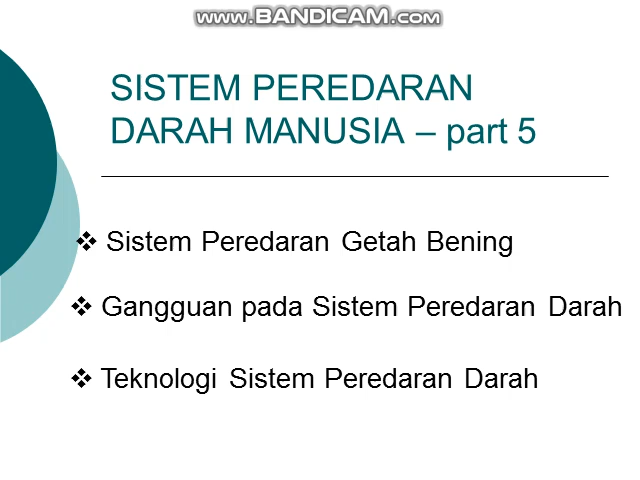 www.BANDICAM.com
SISTEM PEREDARAN
DARAH MANUSIA – part 5
❖ Sistem Peredaran Getah Bening
❖ Gangguan pada Sistem Peredaran Darah
❖ Teknologi Sistem Peredaran Darah